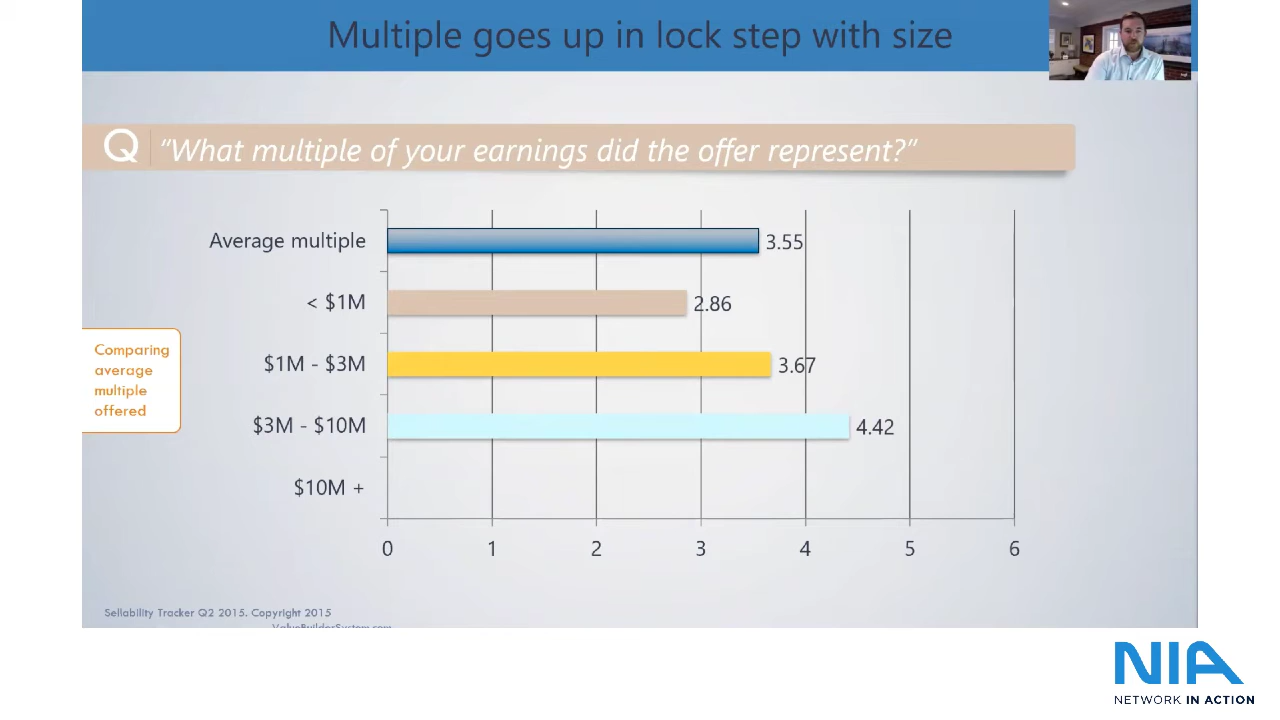 Multiple goes up in lock step with size
Q "What multiple of your earnings did the offer represent?"
Average multiple 3.55
< $1M 2.86
$1M - $3M 3.67
Comparing
average
multiple
offered
$3M - $10M 4.42
$10M +
0 1 2 3 4 5 6
Sellability Tracker Q2 2015. Copyright 2015
ValueBuilderSystem.com
NIA
NETWORK IN ACTION